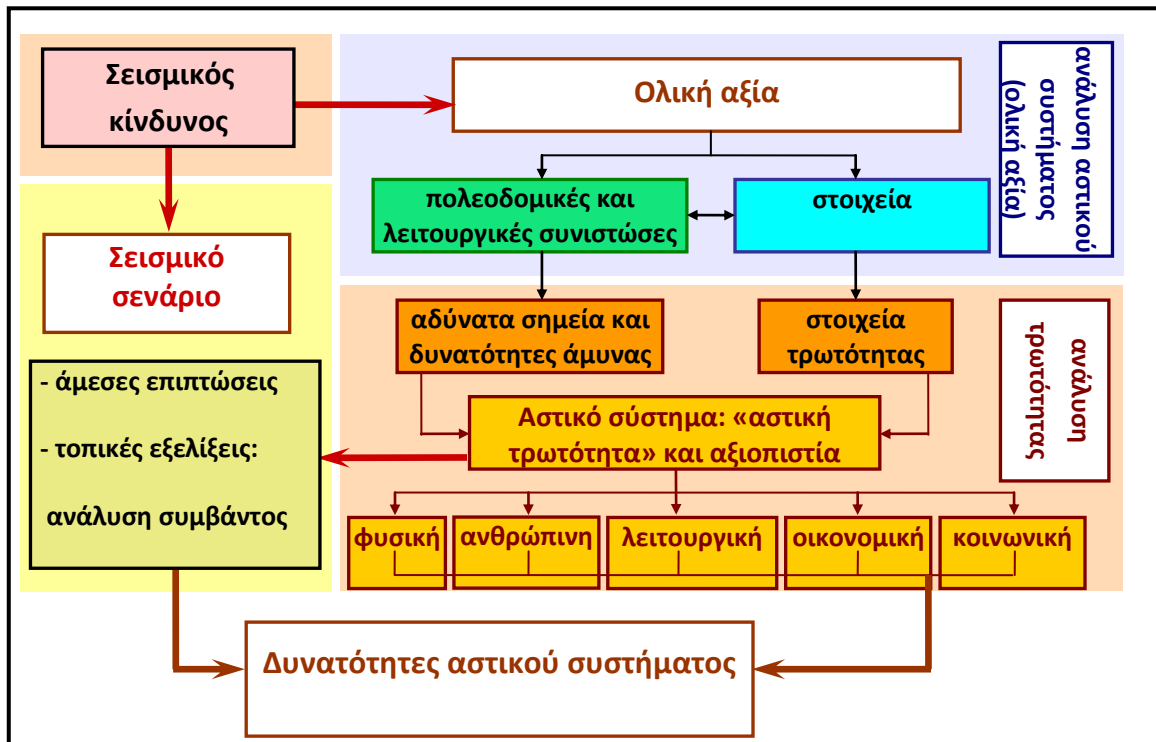 Σεισμικός
κίνδυνος
Ολική αξία
ανάλυση αστικού
συστήματος
(ολική αξία)
πολεοδομικές και
λειτουργικές συνιστώσες
στοιχεία
Σεισμικό
σενάριο
αδύνατα σημεία και
δυνατότητες άμυνας
στοιχεία
τρωτότητας
ανάλυση
τρωτότητας
- άμεσες επιπτώσεις
- τοπικές εξελίξεις:
ανάλυση συμβάντος
Αστικό σύστημα: «αστική
τρωτότητα» και αξιοπιστία
φυσική
ανθρώπινη
λειτουργική
οικονομική
κοινωνική
Δυνατότητες αστικού συστήματος